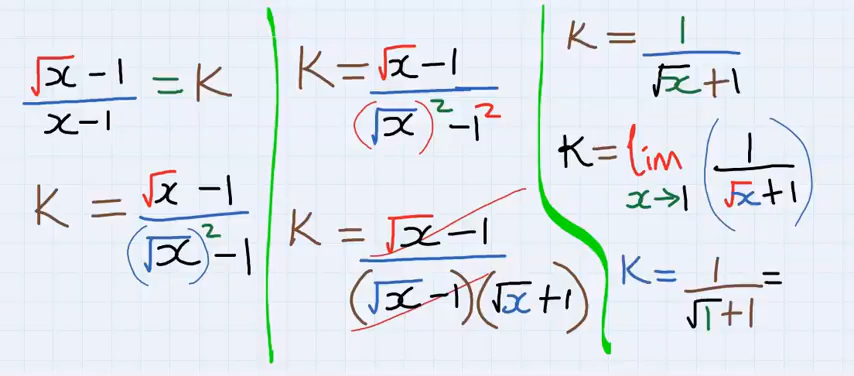 (√x - 1)/(x - 1) = K
K = (√x - 1)/((√x)² - 1)
K = (√x - 1)/((√x)² - 1²)
K = (√x - 1)/((√x - 1)(√x + 1))
K = 1/(√x + 1)
K = lim x→1 (1/(√x + 1))
K = 1/(√1 + 1) =